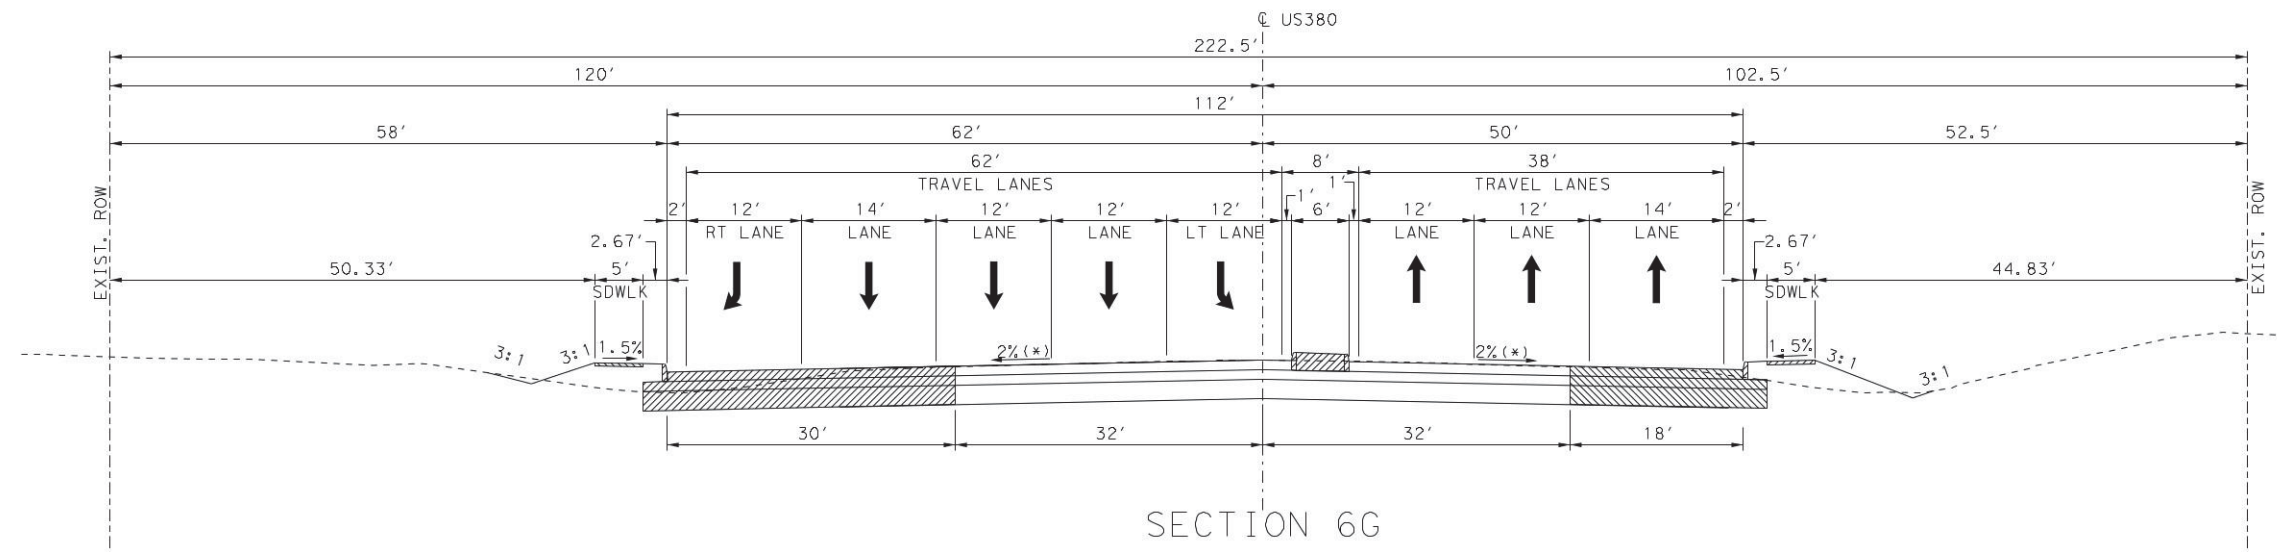 ℄ US380
222.5'
120' 102.5'
112'
58' 62' 50' 52.5'
62' 8' 38'
TRAVEL LANES 1' 1' TRAVEL LANES
2' 12' 14' 12' 12' 12' 6' 12' 12' 14' 2'
RT LANE LANE LANE LANE LT LANE LANE LANE LANE
EXIST. ROW
EXIST. ROW
2.67' 2.67'
50.33' 5' 5' 44.83'
SDWLK SDWLK
3:1 3:1 1.5% 2%(*) 2%(*) 1.5% 3:1 3:1
30' 32' 32' 18'
SECTION 6G